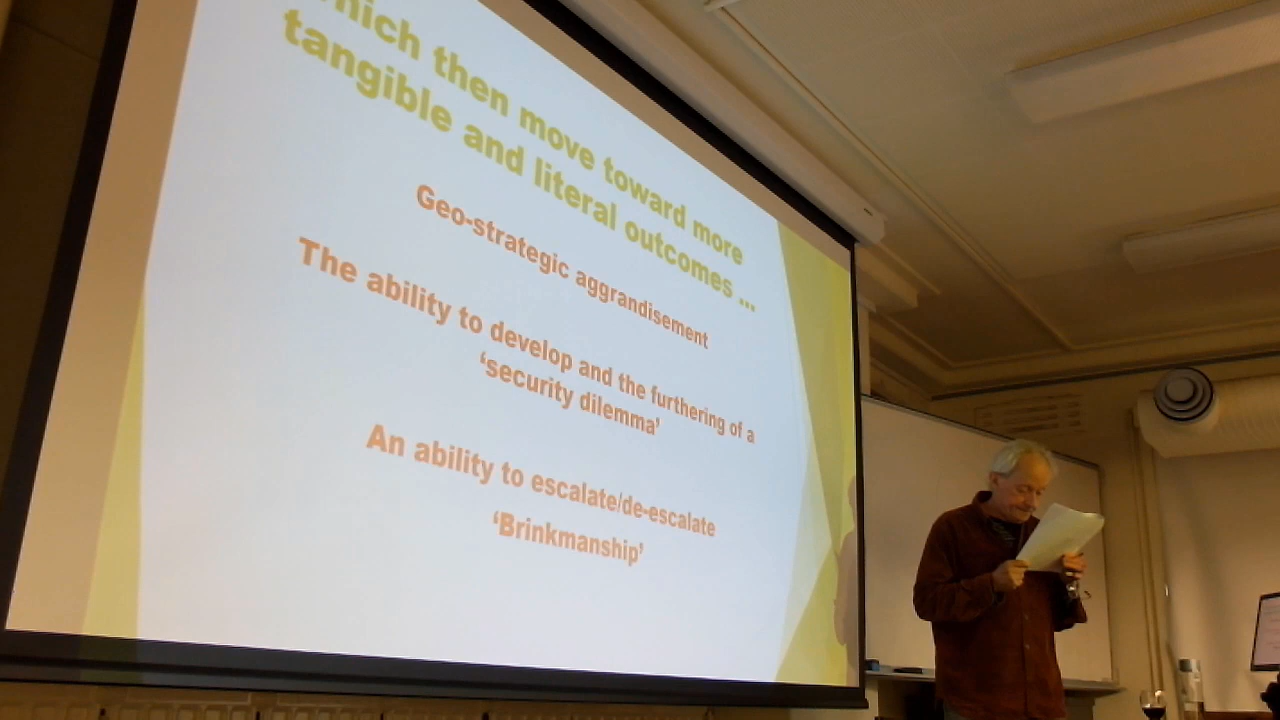 hich then move toward more
tangible and literal outcomes ...
Geo-strategic aggrandisement
The ability to develop and the furthering of a
‘security dilemma’
An ability to escalate/de-escalate
‘Brinkmanship’